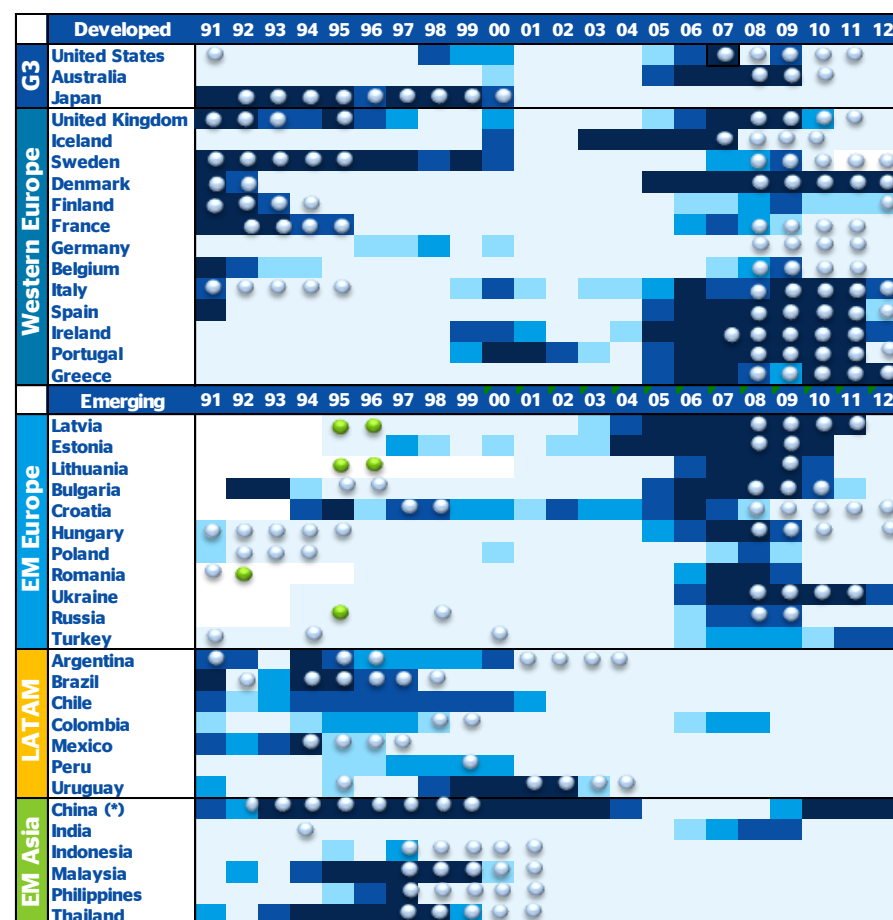 Developed 91 92 93 94 95 96 97 98 99 00 01 02 03 04 05 06 07 08 09 10 11 12
G3
United States
Australia
Japan
Western Europe
United Kingdom
Iceland
Sweden
Denmark
Finland
France
Germany
Belgium
Italy
Spain
Ireland
Portugal
Greece
Emerging 91 92 93 94 95 96 97 98 99 00 01 02 03 04 05 06 07 08 09 10 11 12
EM Europe
Latvia
Estonia
Lithuania
Bulgaria
Croatia
Hungary
Poland
Romania
Ukraine
Russia
Turkey
LATAM
Argentina
Brazil
Chile
Colombia
Mexico
Peru
Uruguay
EM Asia
China (*)
India
Indonesia
Malaysia
Philippines
Thailand